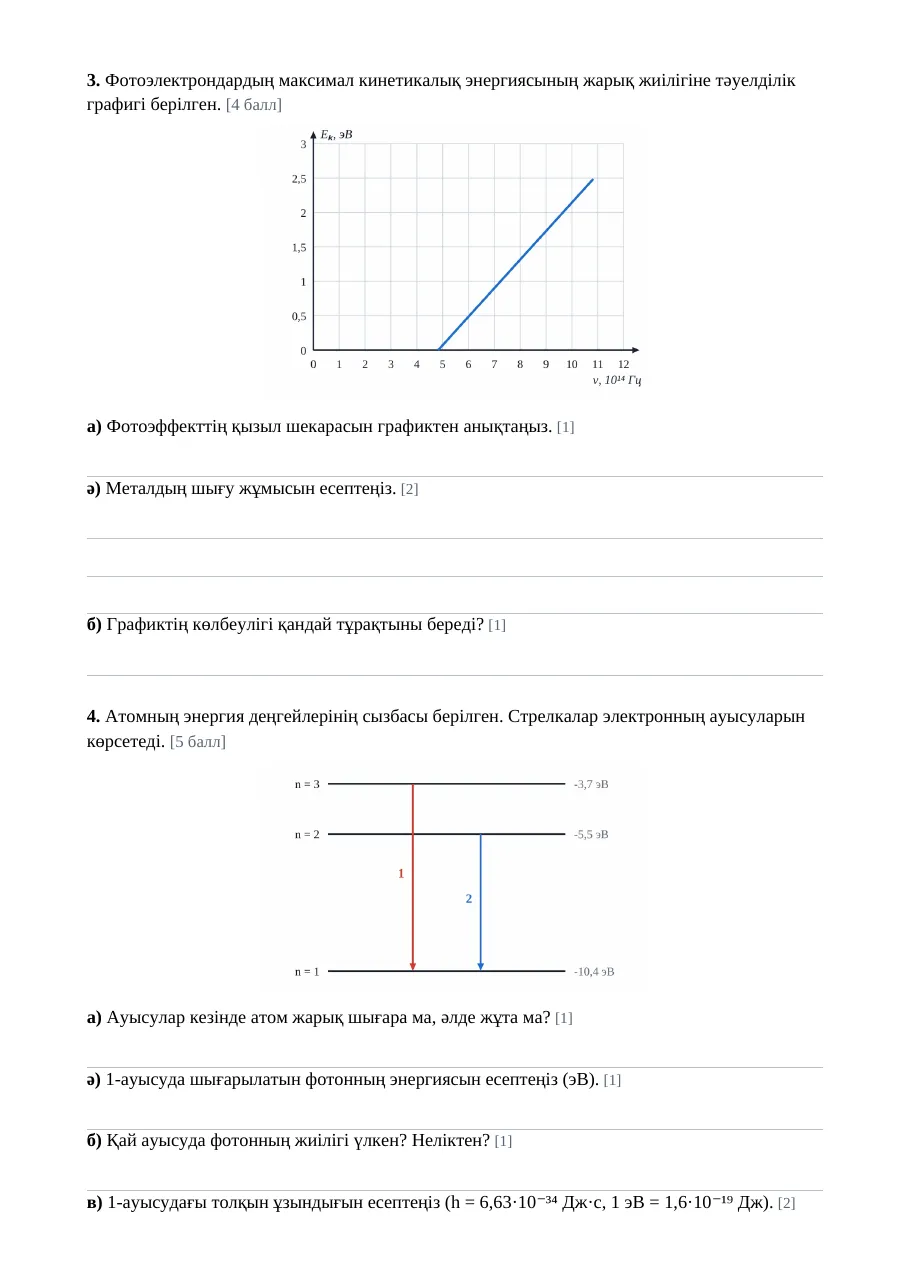 3. Фотоэлектрондардың максимал кинетикалық энергиясының жарық жиілігіне тәуелділік
графигі берілген. [4 балл]
Eₖ, эВ
3
2,5
2
1,5
1
0,5
0
0 1 2 3 4 5 6 7 8 9 10 11 12
ν, 10¹⁴ Гц
а) Фотоэффекттің қызыл шекарасын графиктен анықтаңыз. [1]
ә) Металдың шығу жұмысын есептеңіз. [2]
б) Графиктің көлбеулігі қандай тұрақтыны береді? [1]
4. Атомның энергия деңгейлерінің сызбасы берілген. Стрелкалар электронның ауысуларын
көрсетеді. [5 балл]
n = 3 -3,7 эВ
n = 2 -5,5 эВ
1
2
n = 1 -10,4 эВ
а) Ауысулар кезінде атом жарық шығара ма, әлде жұта ма? [1]
ә) 1-ауысуда шығарылатын фотонның энергиясын есептеңіз (эВ). [1]
б) Қай ауысуда фотонның жиілігі үлкен? Неліктен? [1]
в) 1-ауысудағы толқын ұзындығын есептеңіз (h = 6,63·10⁻³⁴ Дж·с, 1 эВ = 1,6·10⁻¹⁹ Дж). [2]